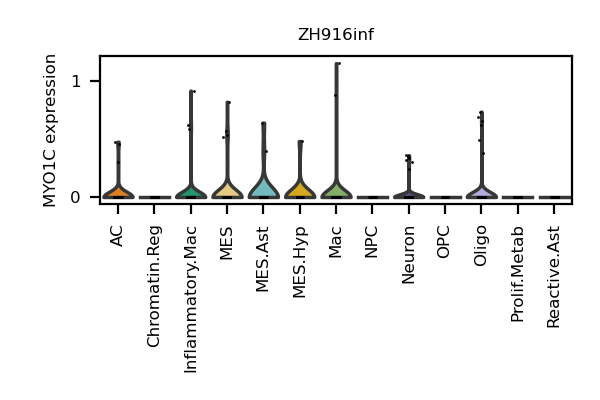 ZH916inf
MYO1C expression
1
0
AC
Chromatin.Reg
Inflammatory.Mac
MES
MES.Ast
MES.Hyp
Mac
NPC
Neuron
OPC
Oligo
Prolif.Metab
Reactive.Ast